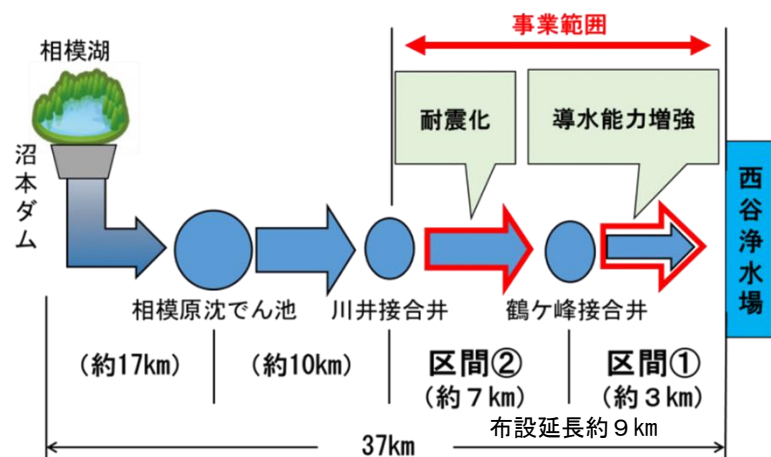 事業範囲
相模湖
耐震化
導水能力増強
沼本ダム
西谷浄水場
相模原沈でん池
川井接合井
鶴ケ峰接合井
(約17km)
(約10km)
区間②
(約７km)
区間①
(約３km)
布設延長約９km
37km